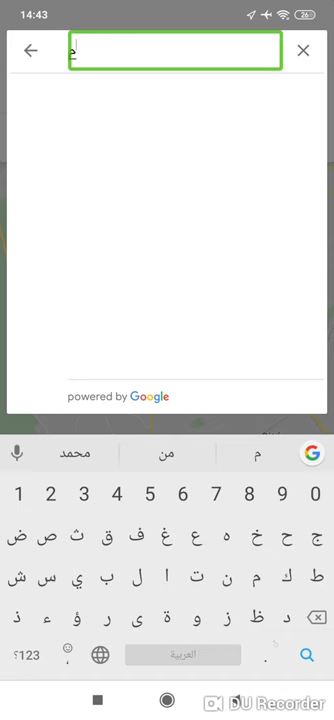 14:43
26
م
powered by Google
محمد من م
1 2 3 4 5 6 7 8 9 0
ض ص ث ق ف غ ع ه خ ح ج
ش س ي ب ل ا ت ن م ك ط
ذ ء ؤ ر ى ة و ز ظ د
؟123 ، العربية .
DU Recorder